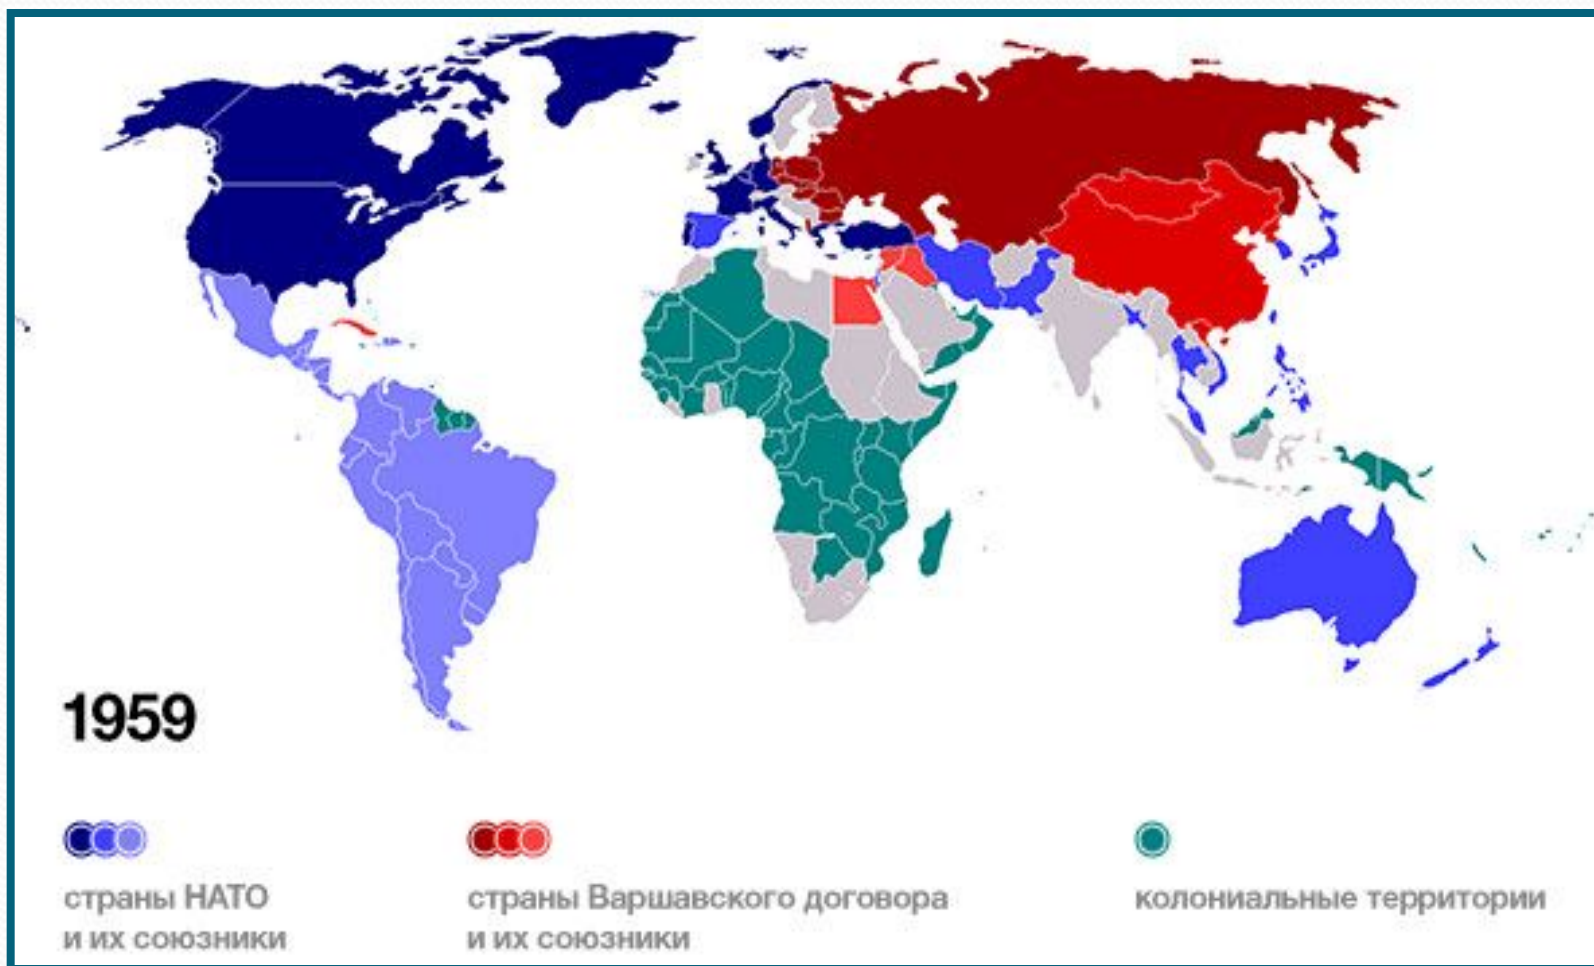 1959
страны НАТО
и их союзники
страны Варшавского договора
и их союзники
колониальные территории